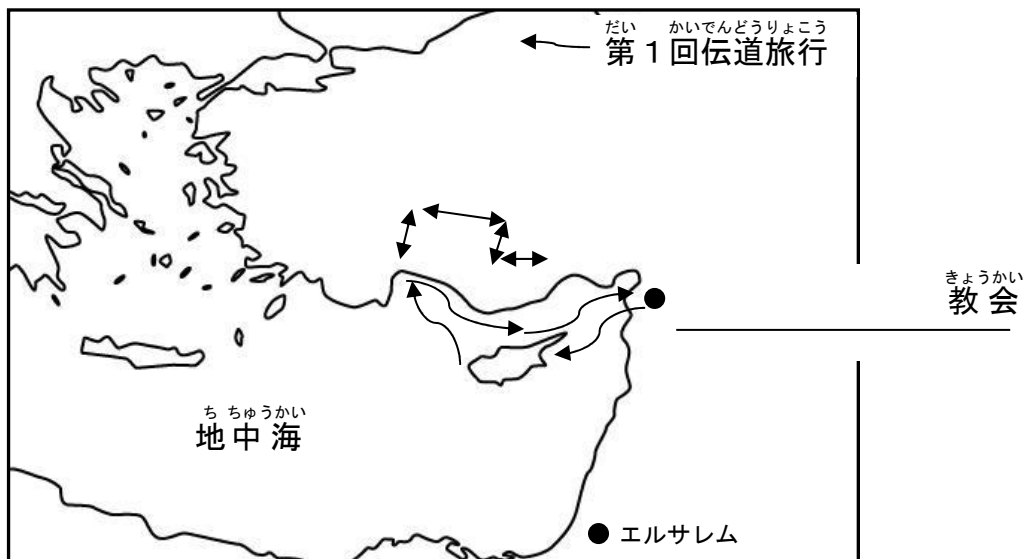 だい かいでんどうりょこう
第１回伝道旅行
きょうかい
教会
ち ちゅうかい
地中海
エルサレム